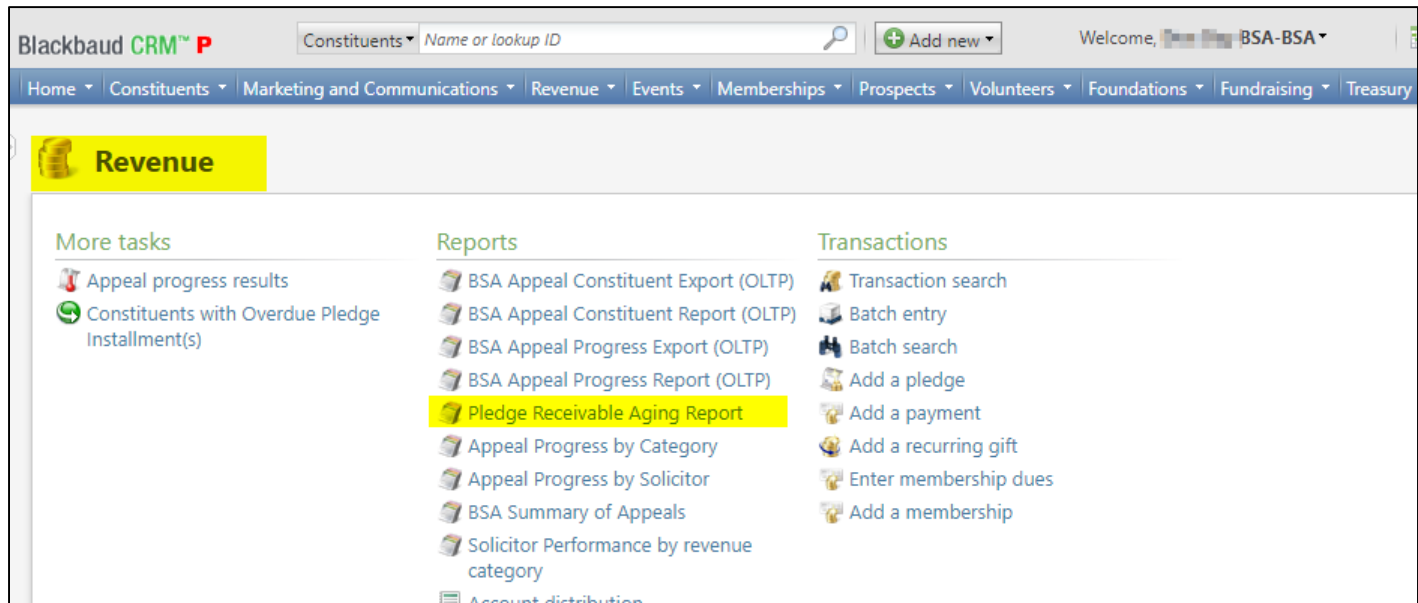 Blackbaud CRM™ P Constituents Name or lookup ID Add new Welcome, BSA-BSA
Home Constituents Marketing and Communications Revenue Events Memberships Prospects Volunteers Foundations Fundraising Treasury
Revenue
More tasks
Appeal progress results
Constituents with Overdue Pledge
Installment(s)
Reports
BSA Appeal Constituent Export (OLTP)
BSA Appeal Constituent Report (OLTP)
BSA Appeal Progress Export (OLTP)
BSA Appeal Progress Report (OLTP)
Pledge Receivable Aging Report
Appeal Progress by Category
Appeal Progress by Solicitor
BSA Summary of Appeals
Solicitor Performance by revenue
category
Account distribution
Transactions
Transaction search
Batch entry
Batch search
Add a pledge
Add a payment
Add a recurring gift
Enter membership dues
Add a membership